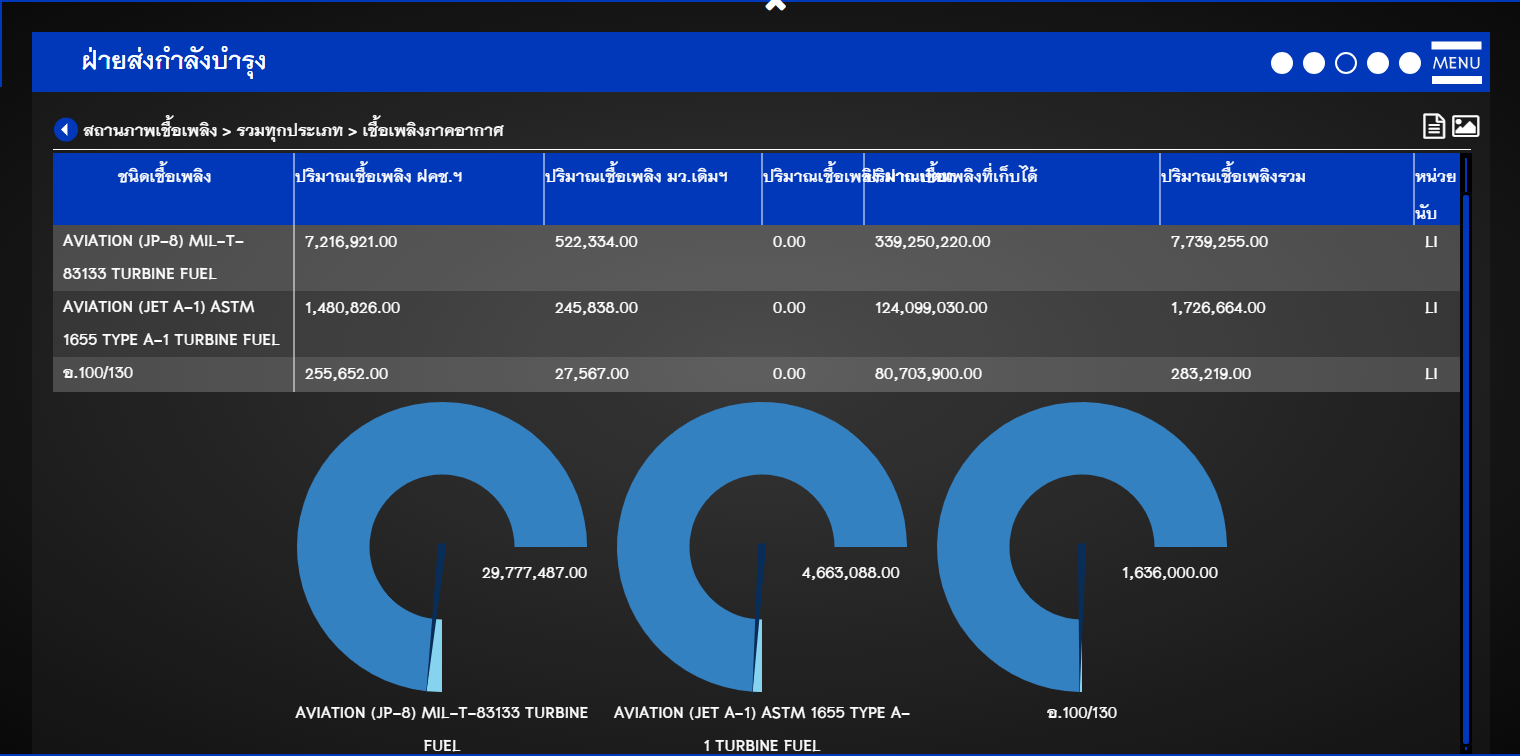 ฝ่ายส่งกำลังบำรุง
MENU
สถานภาพเชื้อเพลิง > รวมทุกประเภท > เชื้อเพลิงภาคอากาศ
ชนิดเชื้อเพลิง ปริมาณเชื้อเพลิง ฝคช.ฯ ปริมาณเชื้อเพลิง มว.เดิมฯ ปริมาณเชื้อเพลิง ปริมาณเชื้อเพลิงที่เก็บได้ ปริมาณเชื้อเพลิงรวม หน่วย
นับ
AVIATION (JP-8) MIL-T- 7,216,921.00 522,334.00 0.00 339,250,220.00 7,739,255.00 LI
83133 TURBINE FUEL
AVIATION (JET A-1) ASTM 1,480,826.00 245,838.00 0.00 124,099,030.00 1,726,664.00 LI
1655 TYPE A-1 TURBINE FUEL
อ.100/130 255,652.00 27,567.00 0.00 80,703,900.00 283,219.00 LI
29,777,487.00 4,663,088.00 1,636,000.00
AVIATION (JP-8) MIL-T-83133 TURBINE
FUEL
AVIATION (JET A-1) ASTM 1655 TYPE A-
1 TURBINE FUEL
อ.100/130